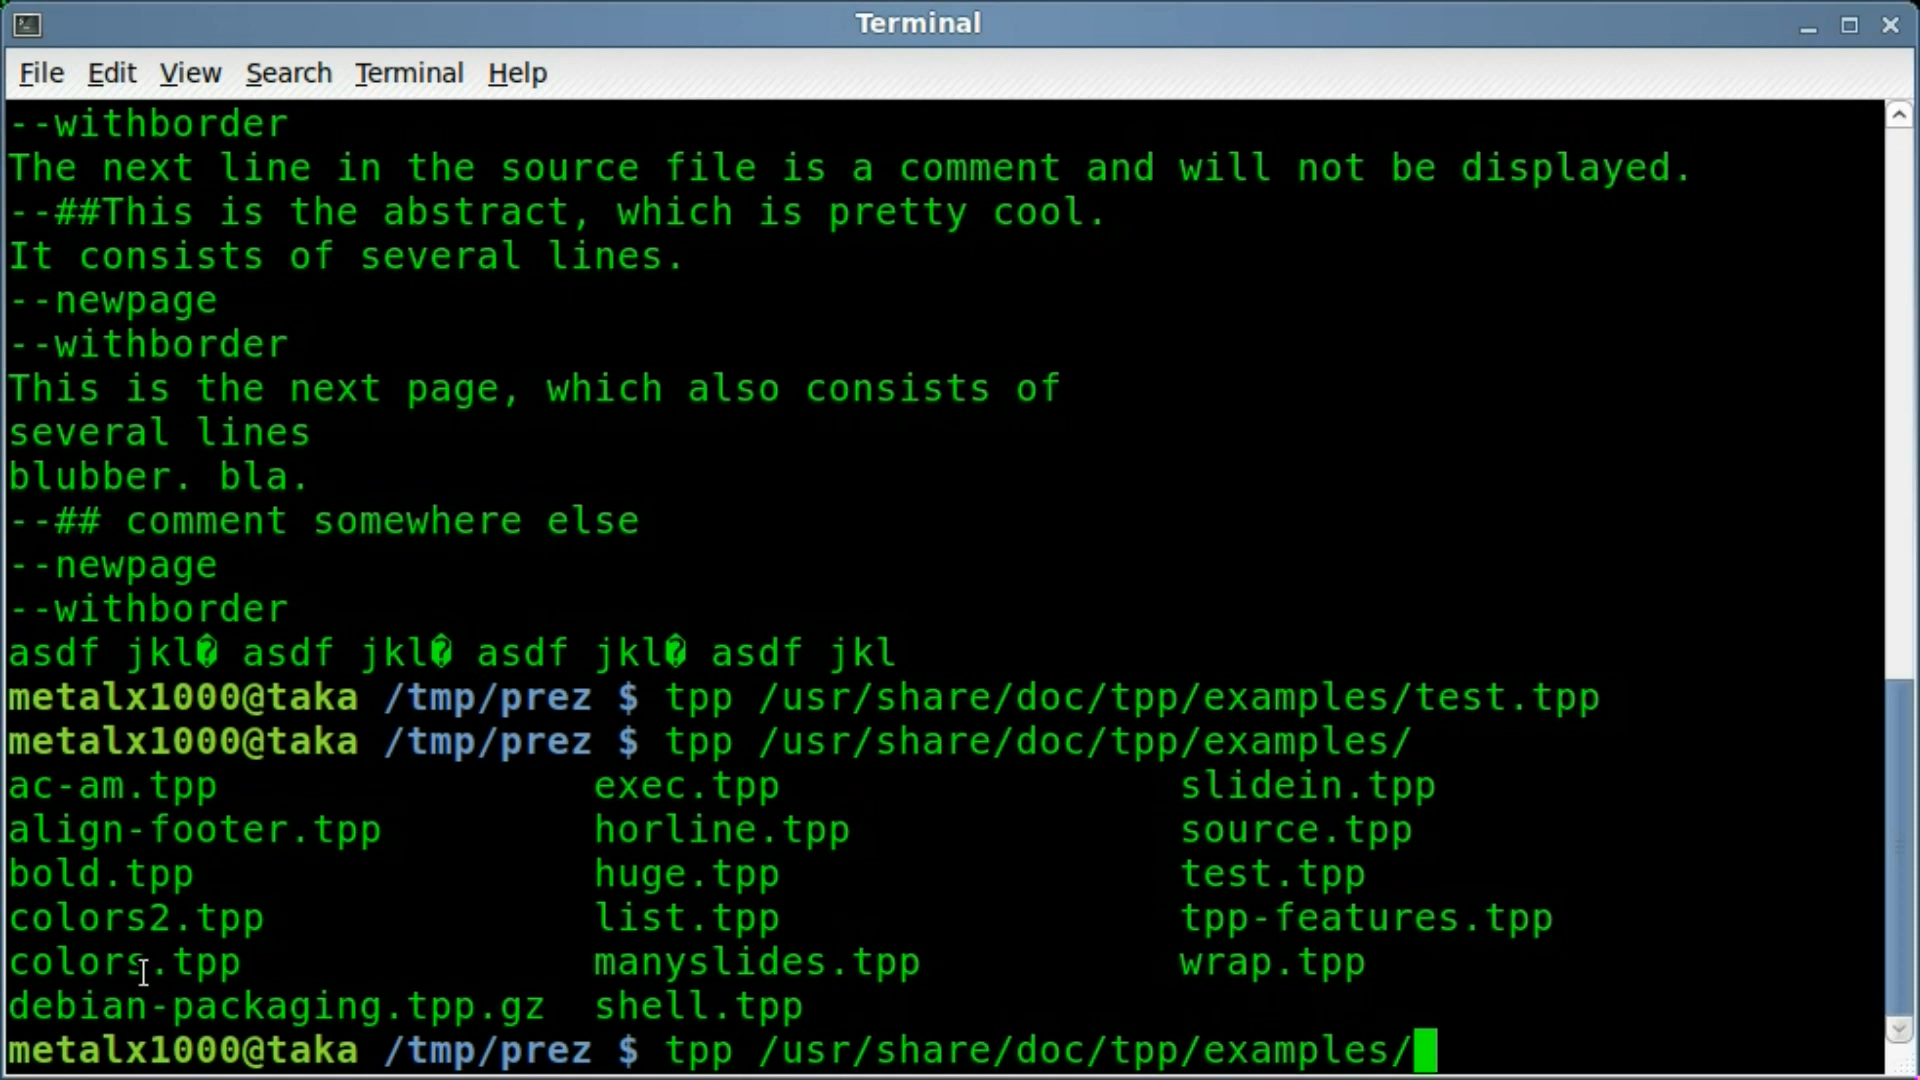 Terminal
File Edit View Search Terminal Help
--withborder
The next line in the source file is a comment and will not be displayed.
--##This is the abstract, which is pretty cool.
It consists of several lines.
--newpage
--withborder
This is the next page, which also consists of
several lines
blubber. bla.
--## comment somewhere else
--newpage
--withborder
asdf jkl� asdf jkl� asdf jkl� asdf jkl
metalx1000@taka /tmp/prez $ tpp /usr/share/doc/tpp/examples/test.tpp
metalx1000@taka /tmp/prez $ tpp /usr/share/doc/tpp/examples/
ac-am.tpp exec.tpp slidein.tpp
align-footer.tpp horline.tpp source.tpp
bold.tpp huge.tpp test.tpp
colors2.tpp list.tpp tpp-features.tpp
colors.tpp manyslides.tpp wrap.tpp
debian-packaging.tpp.gz shell.tpp
metalx1000@taka /tmp/prez $ tpp /usr/share/doc/tpp/examples/